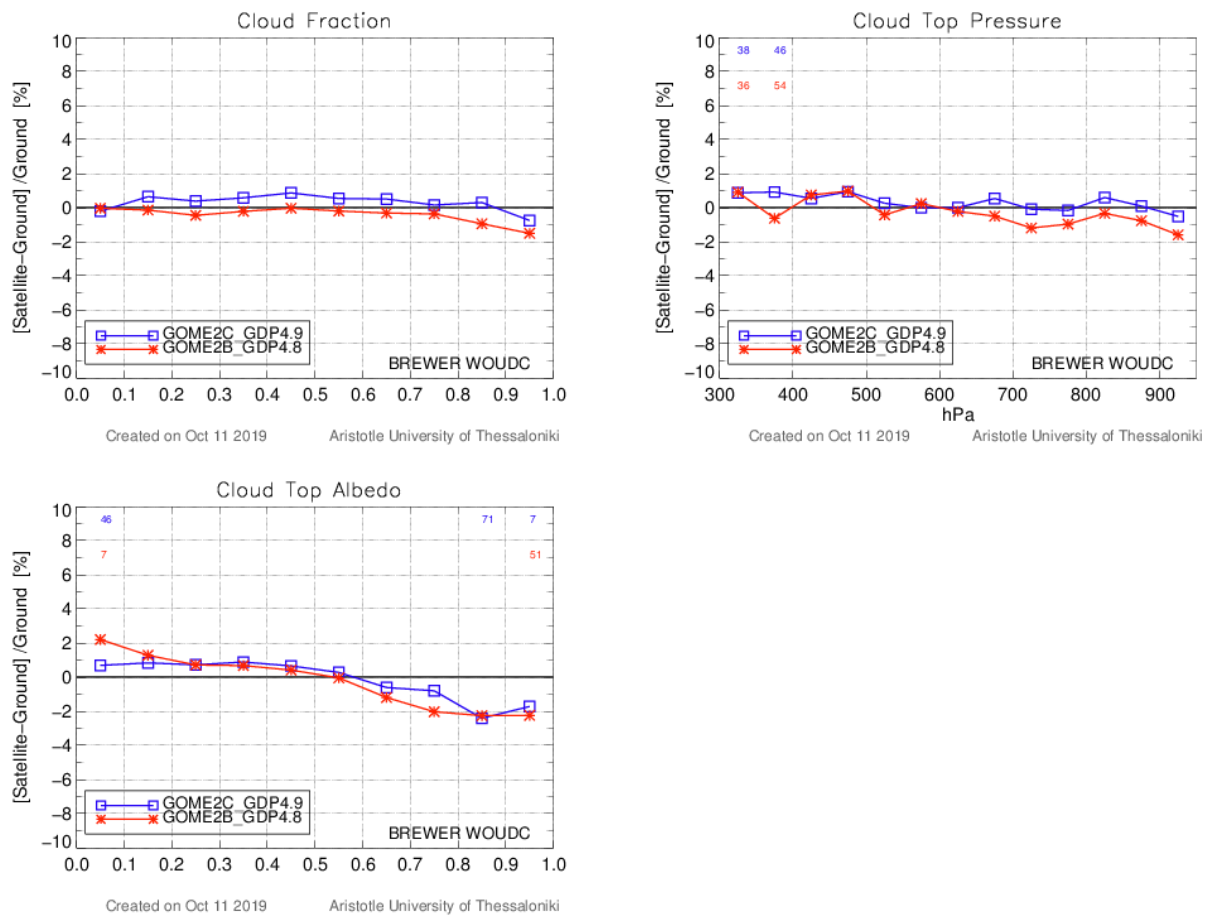 Cloud Fraction
[Satellite-Ground] /Ground [%]
10
8
6
4
2
0
−2
−4
−6
−8
−10
GOME2C_GDP4.9
GOME2B_GDP4.8
BREWER WOUDC
0.0 0.1 0.2 0.3 0.4 0.5 0.6 0.7 0.8 0.9 1.0
Created on Oct 11 2019 Aristotle University of Thessaloniki
Cloud Top Pressure
[Satellite-Ground] /Ground [%]
10
8
6
4
2
0
−2
−4
−6
−8
−10
38 46
36 54
GOME2C_GDP4.9
GOME2B_GDP4.8
BREWER WOUDC
300 400 500 600 700 800 900
hPa
Created on Oct 11 2019 Aristotle University of Thessaloniki
Cloud Top Albedo
[Satellite-Ground] /Ground [%]
10
8
6
4
2
0
−2
−4
−6
−8
−10
46 71 7
7 51
GOME2C_GDP4.9
GOME2B_GDP4.8
BREWER WOUDC
0.0 0.1 0.2 0.3 0.4 0.5 0.6 0.7 0.8 0.9 1.0
Created on Oct 11 2019 Aristotle University of Thessaloniki